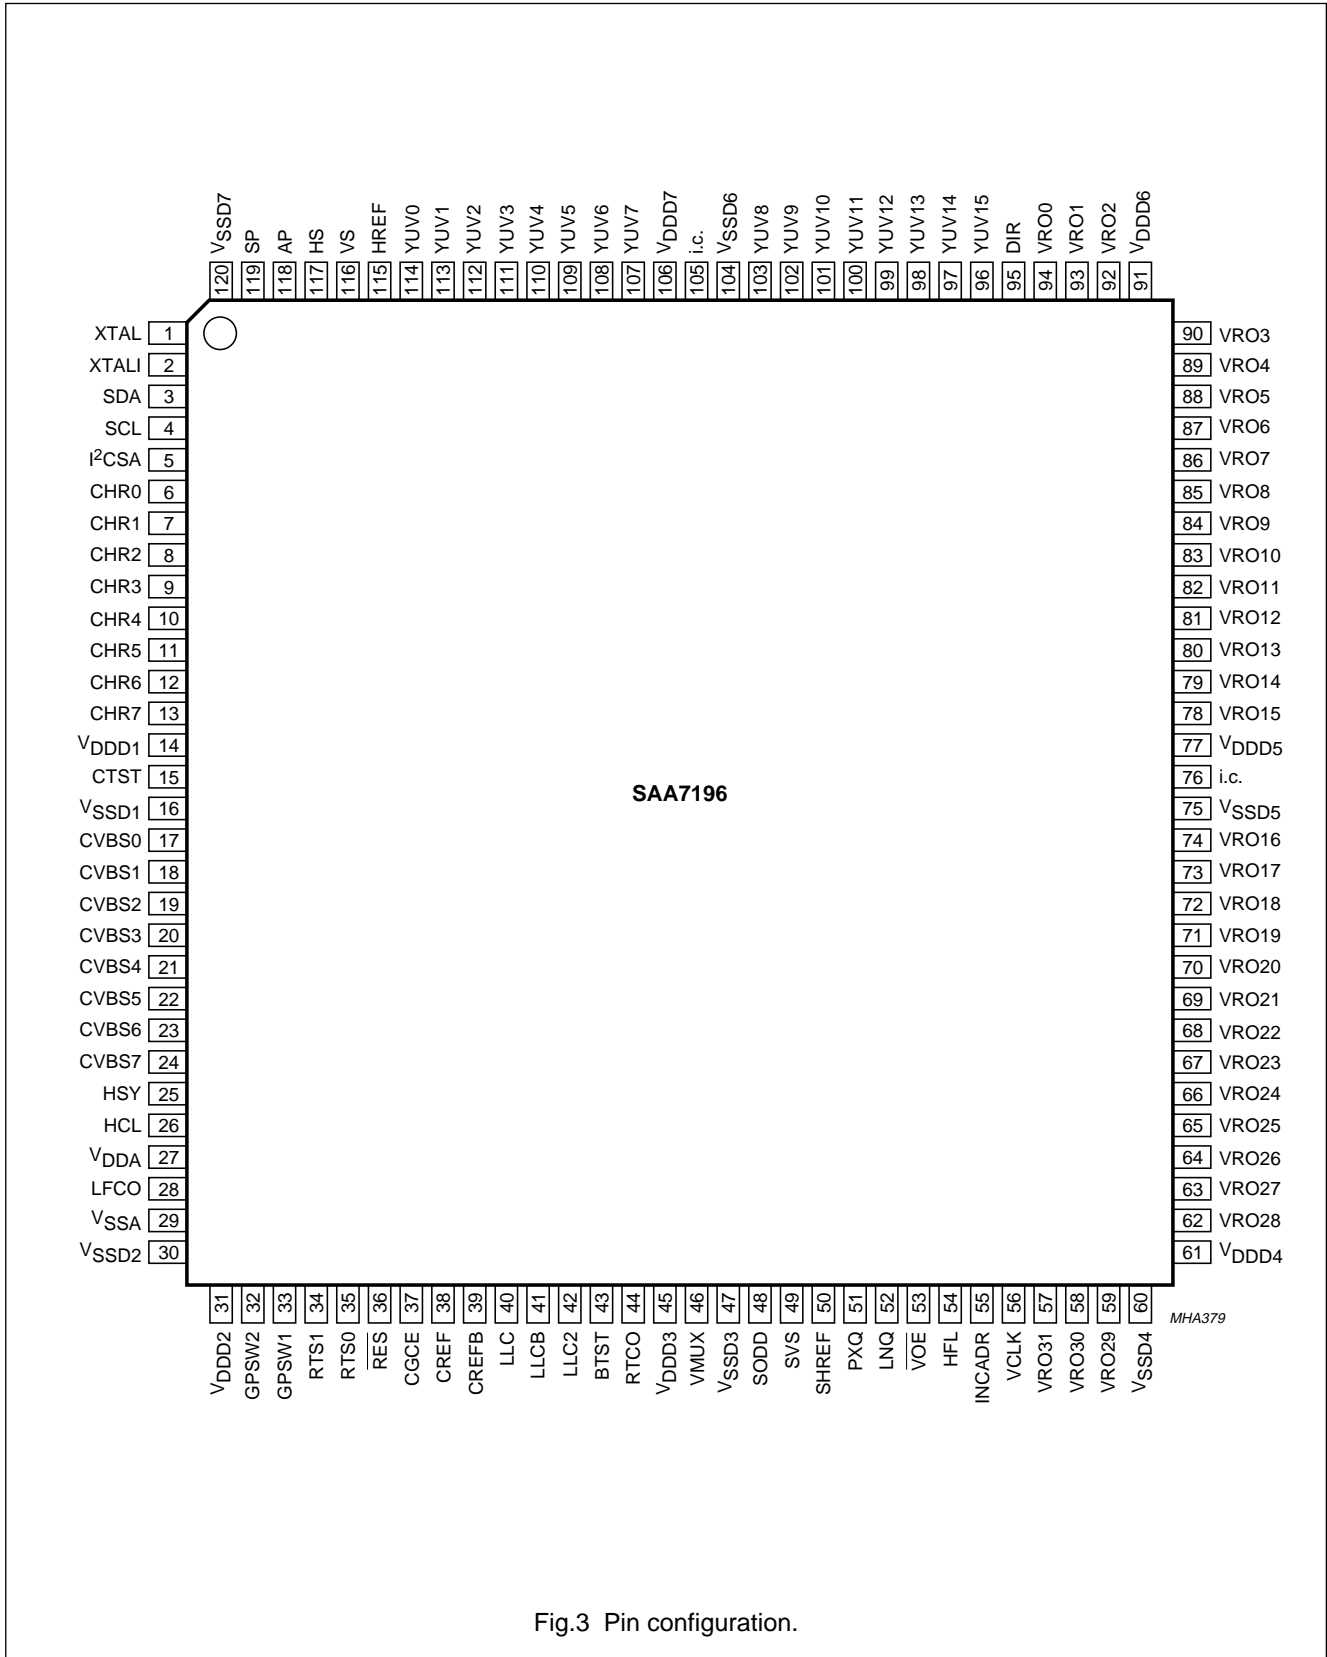 VSSD7 SP AP HS VS HREF YUV0 YUV1 YUV2 YUV3 YUV4 YUV5 YUV6 YUV7 VDDD7 i.c. VSSD6 YUV8 YUV9 YUV10 YUV11 YUV12 YUV13 YUV14 YUV15 DIR VRO0 VRO1 VRO2 VDDD6
120 119 118 117 116 115 114 113 112 111 110 109 108 107 106 105 104 103 102 101 100 99 98 97 96 95 94 93 92 91
XTAL 1
XTALI 2
SDA 3
SCL 4
I²CSA 5
CHR0 6
CHR1 7
CHR2 8
CHR3 9
CHR4 10
CHR5 11
CHR6 12
CHR7 13
VDDD1 14
CTST 15
VSSD1 16
CVBS0 17
CVBS1 18
CVBS2 19
CVBS3 20
CVBS4 21
CVBS5 22
CVBS6 23
CVBS7 24
HSY 25
HCL 26
VDDA 27
LFCO 28
VSSA 29
VSSD2 30
SAA7196
90 VRO3
89 VRO4
88 VRO5
87 VRO6
86 VRO7
85 VRO8
84 VRO9
83 VRO10
82 VRO11
81 VRO12
80 VRO13
79 VRO14
78 VRO15
77 VDDD5
76 i.c.
75 VSSD5
74 VRO16
73 VRO17
72 VRO18
71 VRO19
70 VRO20
69 VRO21
68 VRO22
67 VRO23
66 VRO24
65 VRO25
64 VRO26
63 VRO27
62 VRO28
61 VDDD4
31 32 33 34 35 36 37 38 39 40 41 42 43 44 45 46 47 48 49 50 51 52 53 54 55 56 57 58 59 60
VDDD2 GPSW2 GPSW1 RTS1 RTS0 RES CGCE CREF CREFB LLC LLCB LLC2 BTST RTCO VDDD3 VMUX VSSD3 SODD SVS SHREF PXQ LNQ VOE HFL INCADR VCLK VRO31 VRO30 VRO29 VSSD4
MHA379
Fig.3 Pin configuration.